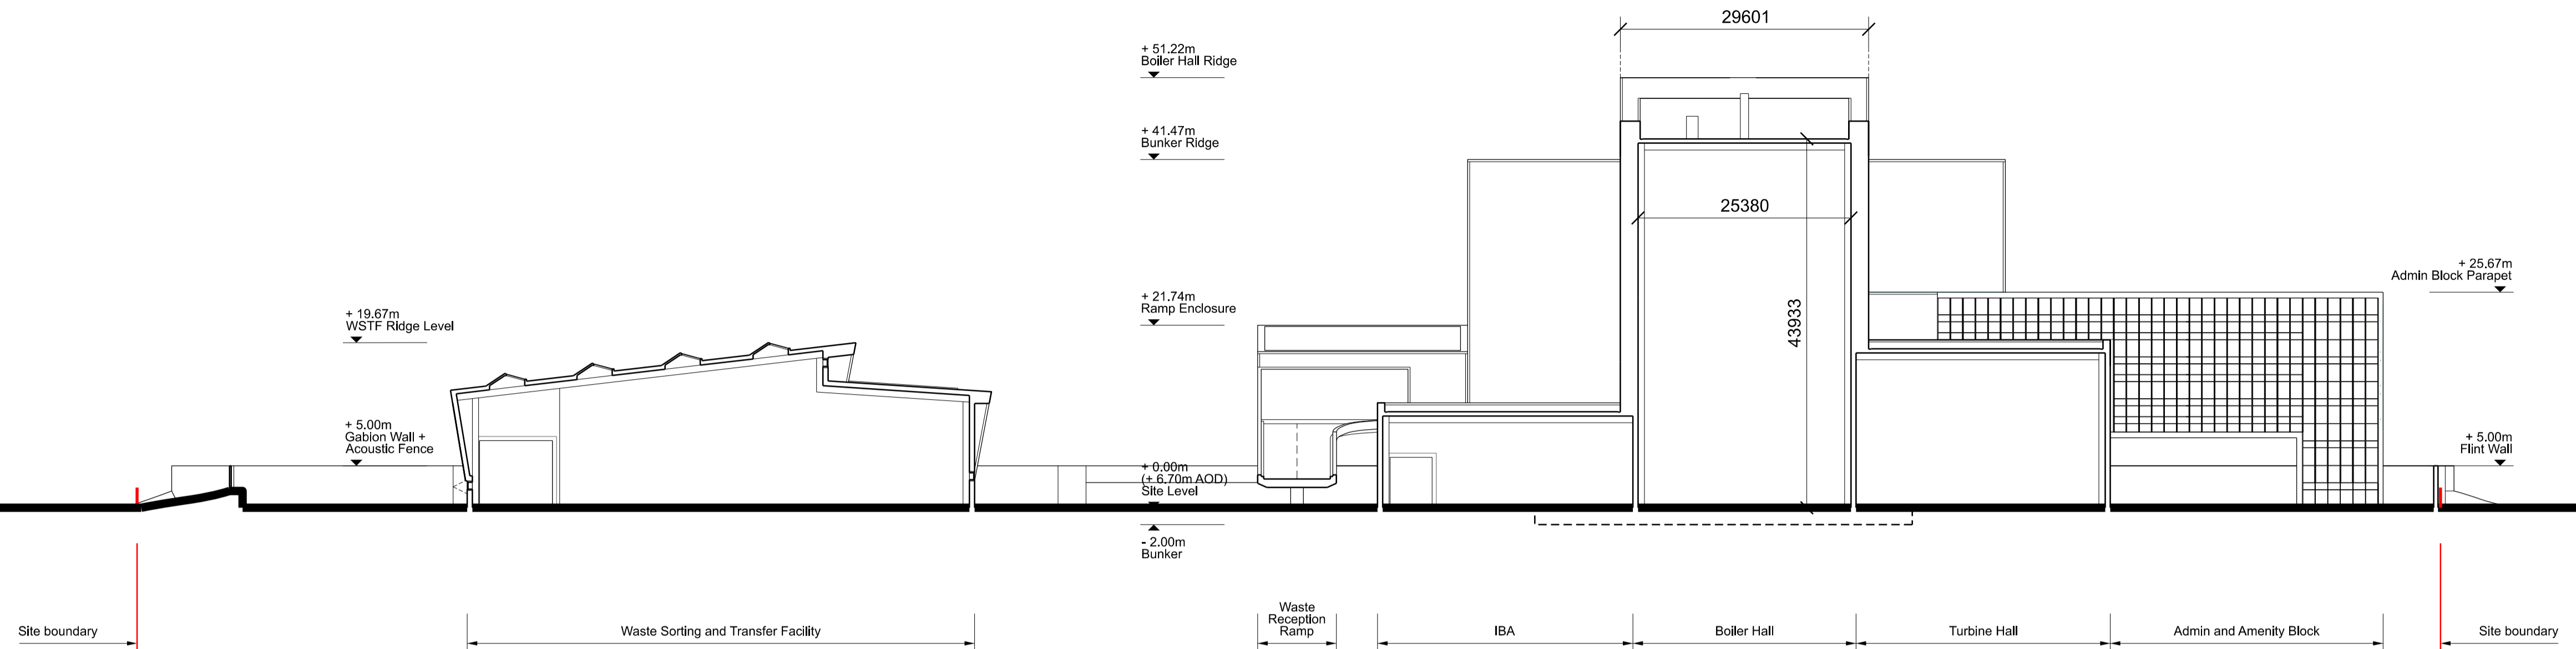 29601
+ 51.22m
Boiler Hall Ridge
+ 41.47m
Bunker Ridge
25380
+ 25.67m
Admin Block Parapet
+ 21.74m
Ramp Enclosure
43933
+ 19.67m
WSTF Ridge Level
+ 5.00m
Gabion Wall +
Acoustic Fence
+ 5.00m
Flint Wall
+ 0.00m
(+ 6.70m AOD)
Site Level
- 2.00m
Bunker
Site boundary
Waste Sorting and Transfer Facility
Waste
Reception
Ramp
IBA
Boiler Hall
Turbine Hall
Admin and Amenity Block
Site boundary